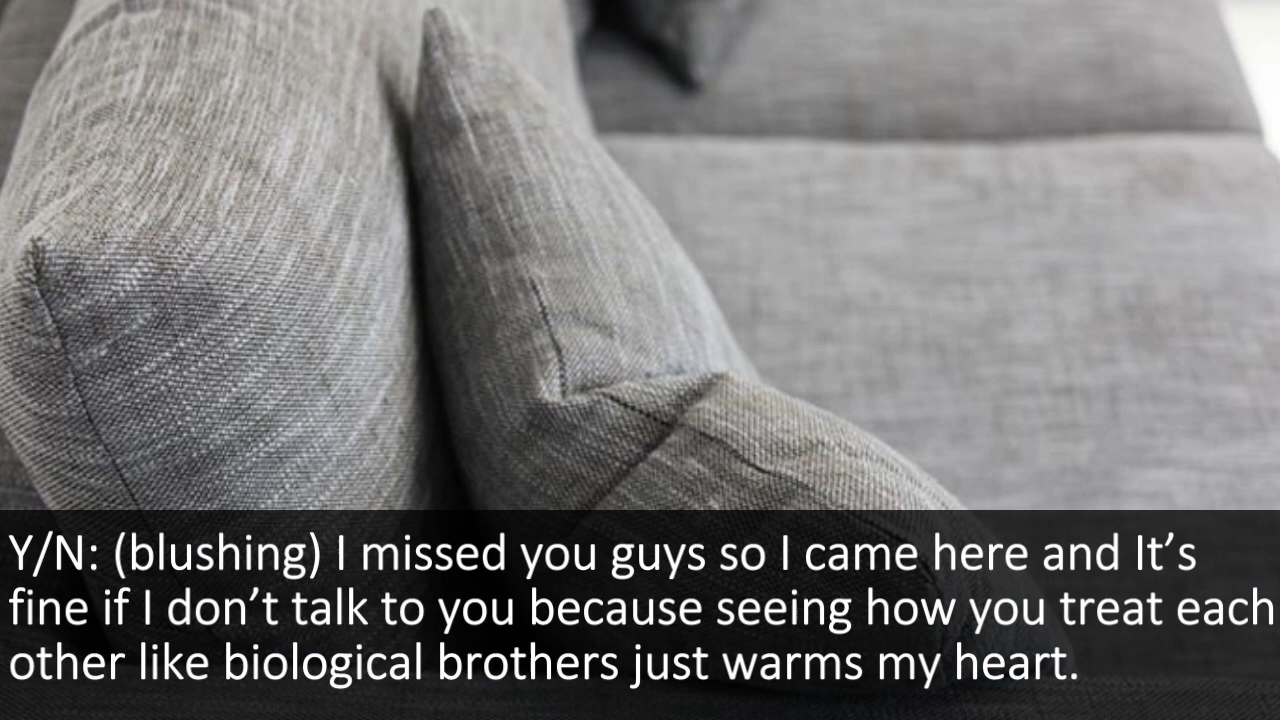 Y/N: (blushing) I missed you guys so I came here and It’s
fine if I don’t talk to you because seeing how you treat each
other like biological brothers just warms my heart.